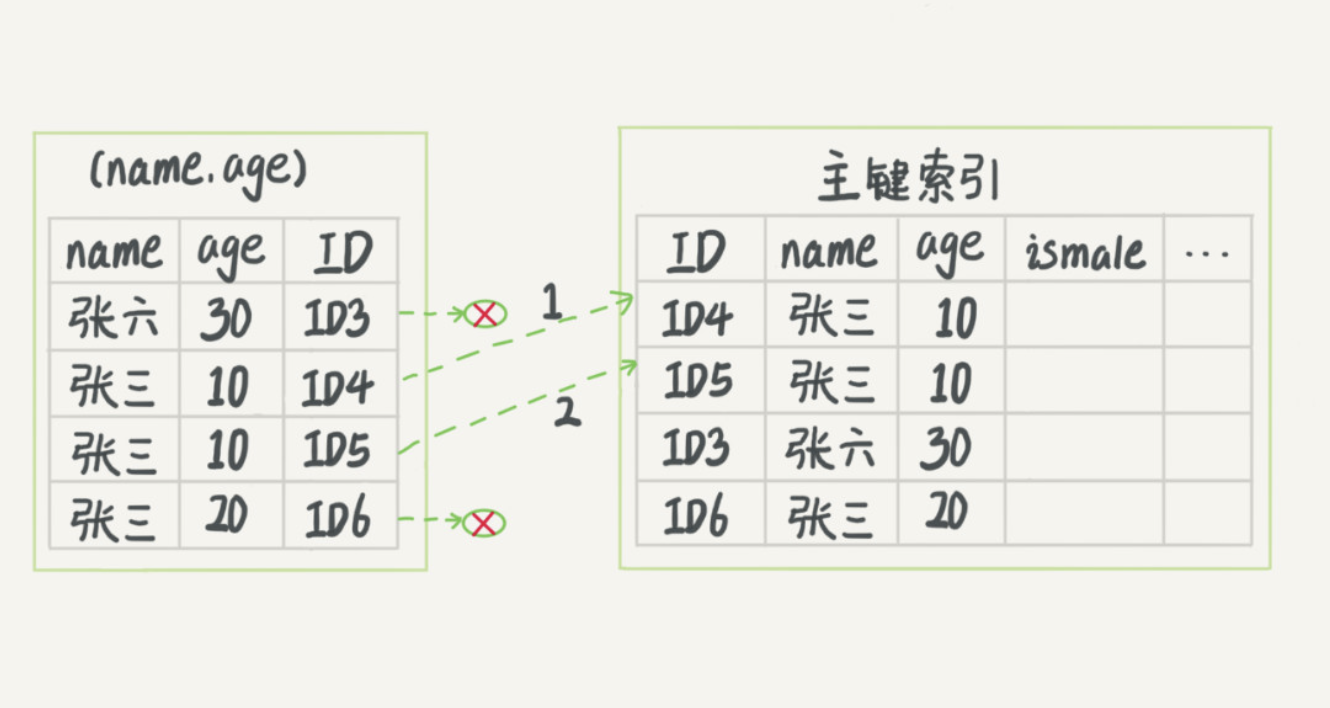 (name.age)
name age ID
张六 30 ID3
张三 10 ID4
张三 10 ID5
张三 20 ID6
1
2
主键索引
ID name age ismale ...
ID4 张三 10
ID5 张三 10
ID3 张六 30
ID6 张三 20